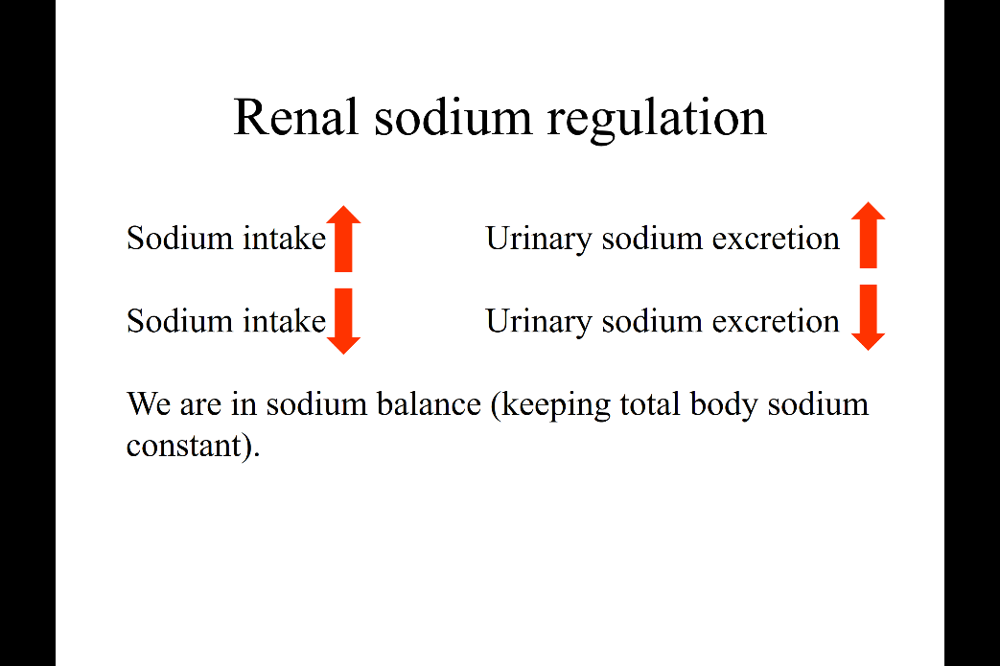 Renal sodium regulation
Sodium intake Urinary sodium excretion
Sodium intake Urinary sodium excretion
We are in sodium balance (keeping total body sodium
constant).